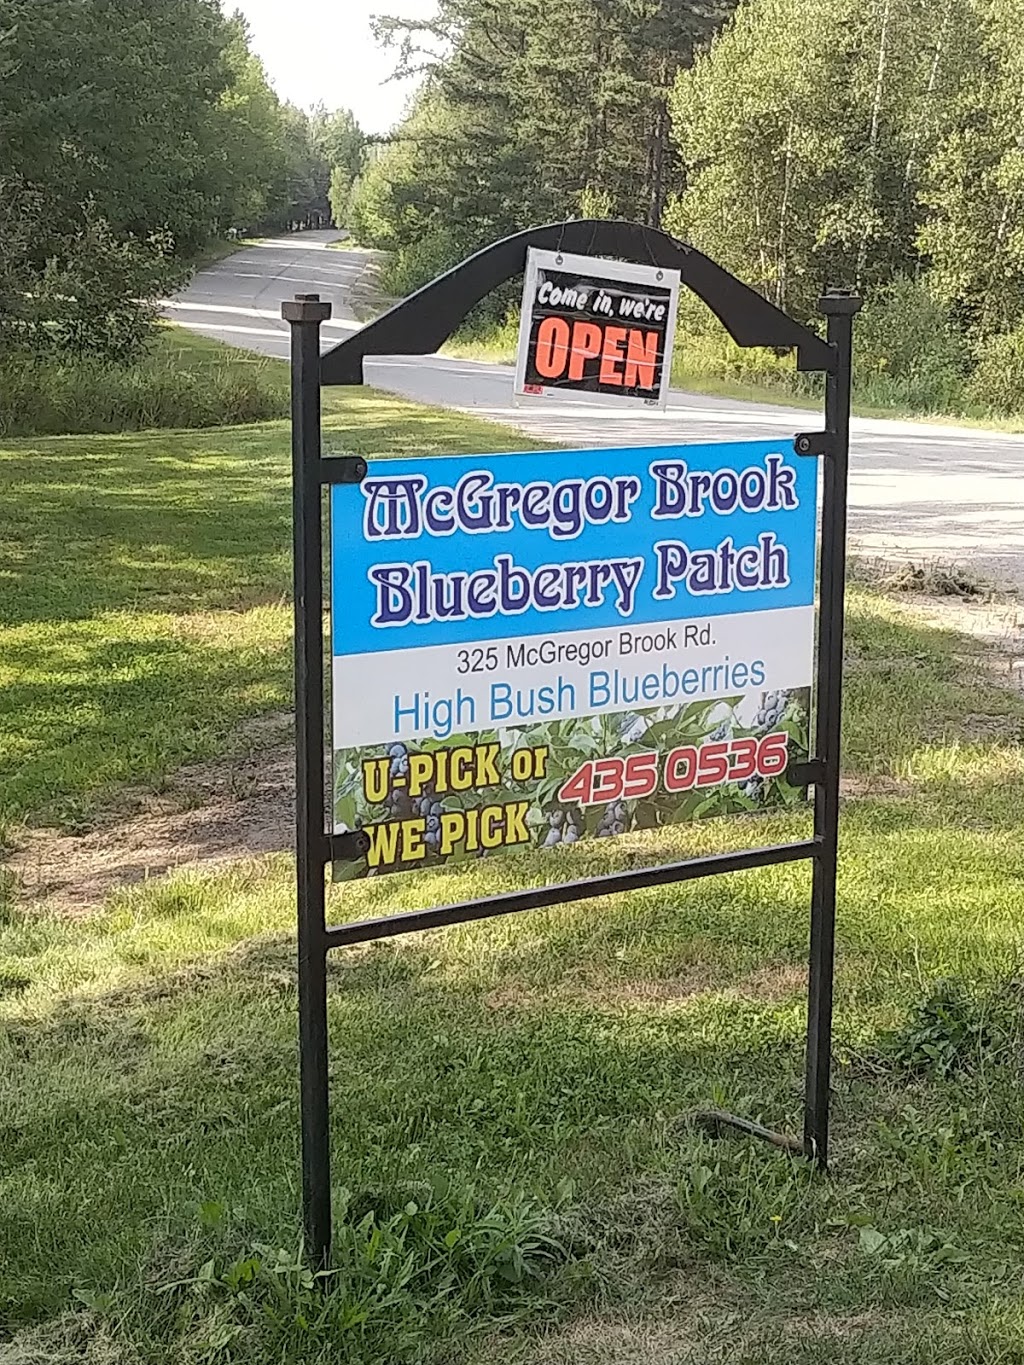 Come in, we're
OPEN
McGregor Brook
Blueberry Patch
325 McGregor Brook Rd.
High Bush Blueberries
U-PICK or
435 0536
WE PICK